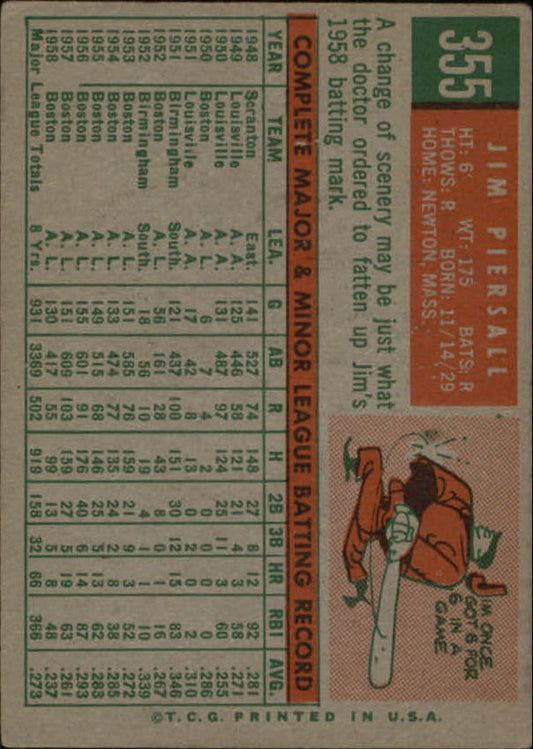 355
JIM PIERSALL
HT: 6' WT: 175 BATS: R
THOWS: R BORN: 11/14/29
HOME: NEWTON, MASS.
A change of scenery may be just what
the doctor ordered to fatten up Jim's
1958 batting mark.
JIM ONCE
GOT 6 FOR
6 IN A
GAME
COMPLETE MAJOR & MINOR LEAGUE BATTING RECORD
YEAR TEAM LEA. G AB R H 2B 3B HR RBI AVG.
1948 Scranton East. 141 527 74 148 27 8 12 92 .281
1949 Louisville A. A. 125 446 58 121 21 4 3 58 .271
1950 Louisville A. A. 131 487 97 124 25 11 60 .255
1950 Boston A. L. 6 7 4 2 0 0 0 0 .286
1951 Louisville A. A. 17 42 8 13 2 .310
1951 Birmingham South. 121 437 100 151 30 12 15 83 .346
1952 Boston A. L. 56 161 28 43 8 0 1 16 .267
1952 Birmingham South. 18 56 10 19 4 1 1 10 .339
1953 Boston A. L. 151 585 76 159 21 9 3 52 .272
1954 Boston A. L. 133 474 77 135 24 2 8 38 .285
1955 Boston A. L. 149 515 68 146 25 5 13 62 .283
1956 Boston A. L. 155 601 91 176 40 6 14 87 .293
1957 Boston A. L. 151 609 103 159 27 5 19 63 .261
1958 Boston A. L. 130 417 55 99 13 5 8 48 .237
Major League Totals 8 Yrs. 931 3369 502 919 158 32 66 366 .273
©T.C.G. PRINTED IN U.S.A.